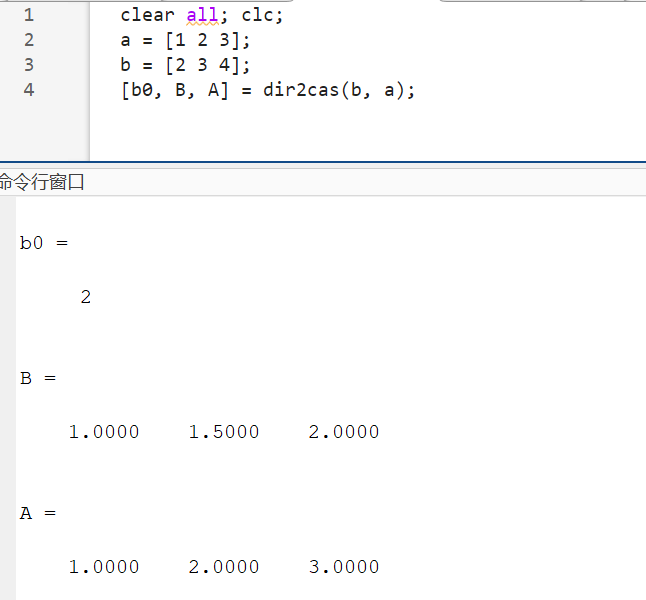 1 clear all; clc;
2 a = [1 2 3];
3 b = [2 3 4];
4 [b0, B, A] = dir2cas(b, a);
命令行窗口
b0 =
2
B =
1.0000 1.5000 2.0000
A =
1.0000 2.0000 3.0000